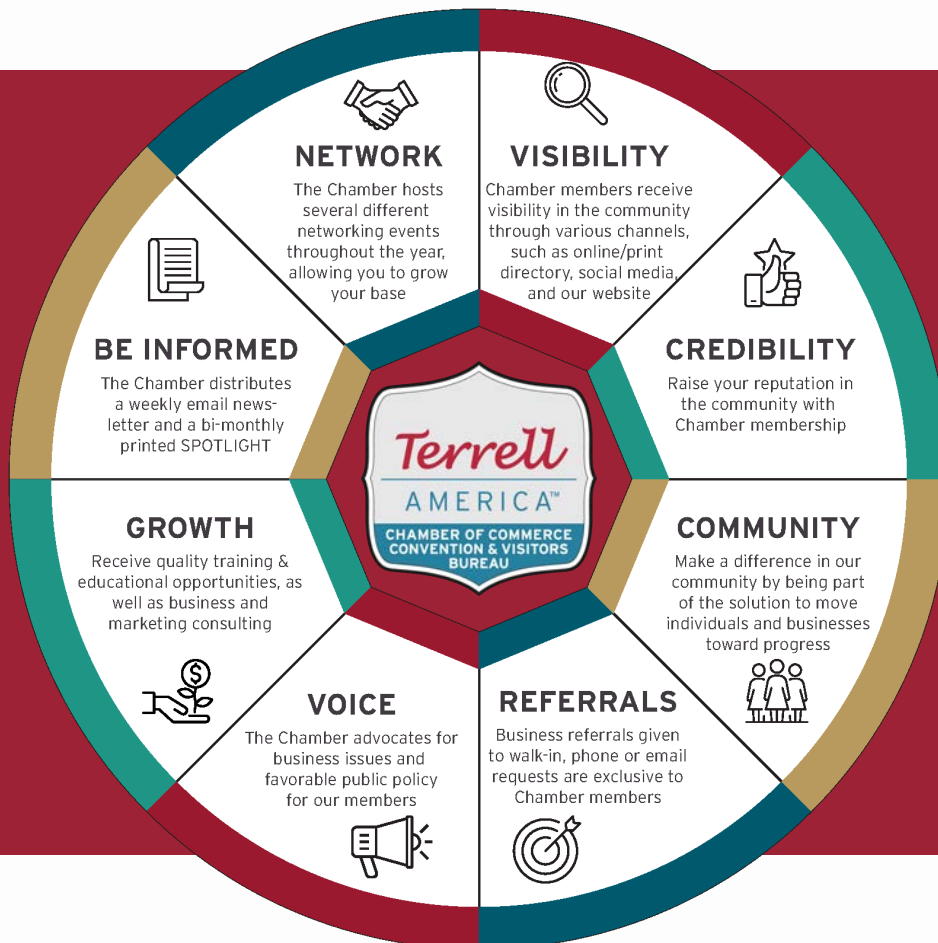 NETWORK
The Chamber hosts
several different
networking events
throughout the year,
allowing you to grow
your base
VISIBILITY
Chamber members receive
visibility in the community
through various channels,
such as online/print
directory, social media,
and our website
CREDIBILITY
Raise your reputation in
the community with
Chamber membership
COMMUNITY
Make a difference in our
community by being part
of the solution to move
individuals and businesses
toward progress
REFERRALS
Business referrals given
to walk-in, phone or email
requests are exclusive to
Chamber members
VOICE
The Chamber advocates for
business issues and
favorable public policy
for our members
GROWTH
Receive quality training &
educational opportunities, as
well as business and
marketing consulting
$
BE INFORMED
The Chamber distributes
a weekly email news-
letter and a bi-monthly
printed SPOTLIGHT
Terrell
AMERICA™
CHAMBER OF COMMERCE
CONVENTION & VISITORS
BUREAU